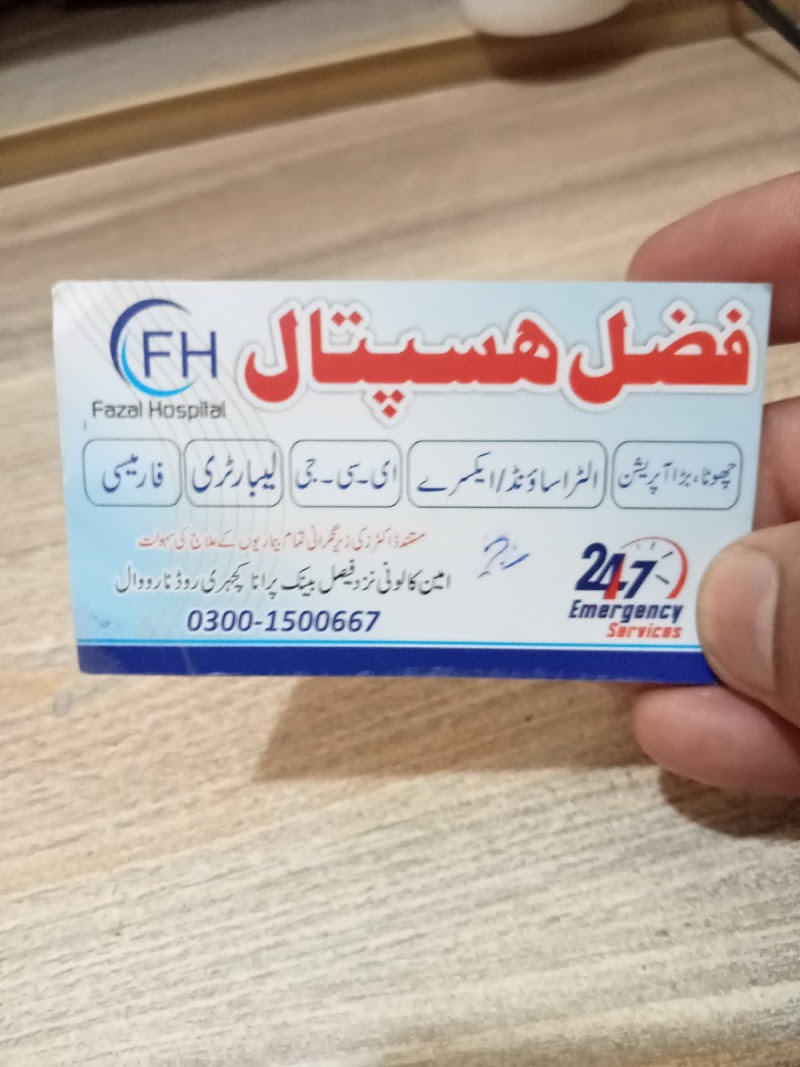 FH
Fazal Hospital
فضل ھسپتال
چھوٹا، بڑا آپریشن
الٹراساؤنڈ/ایکسرے
ای۔سی۔جی
لیبارٹری
فارمیسی
مستند ڈاکٹرز کی زیر نگرانی تمام بیماریوں کے علاج کی سہولت
امین کالونی نزد فیصل بینک پرانا کچہری روڈ نارووال
0300-1500667
24-7
Emergency
Services